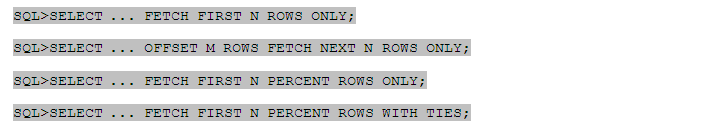 SQL>SELECT ... FETCH FIRST N ROWS ONLY;
SQL>SELECT ... OFFSET M ROWS FETCH NEXT N ROWS ONLY;
SQL>SELECT ... FETCH FIRST N PERCENT ROWS ONLY;
SQL>SELECT ... FETCH FIRST N PERCENT ROWS WITH TIES;